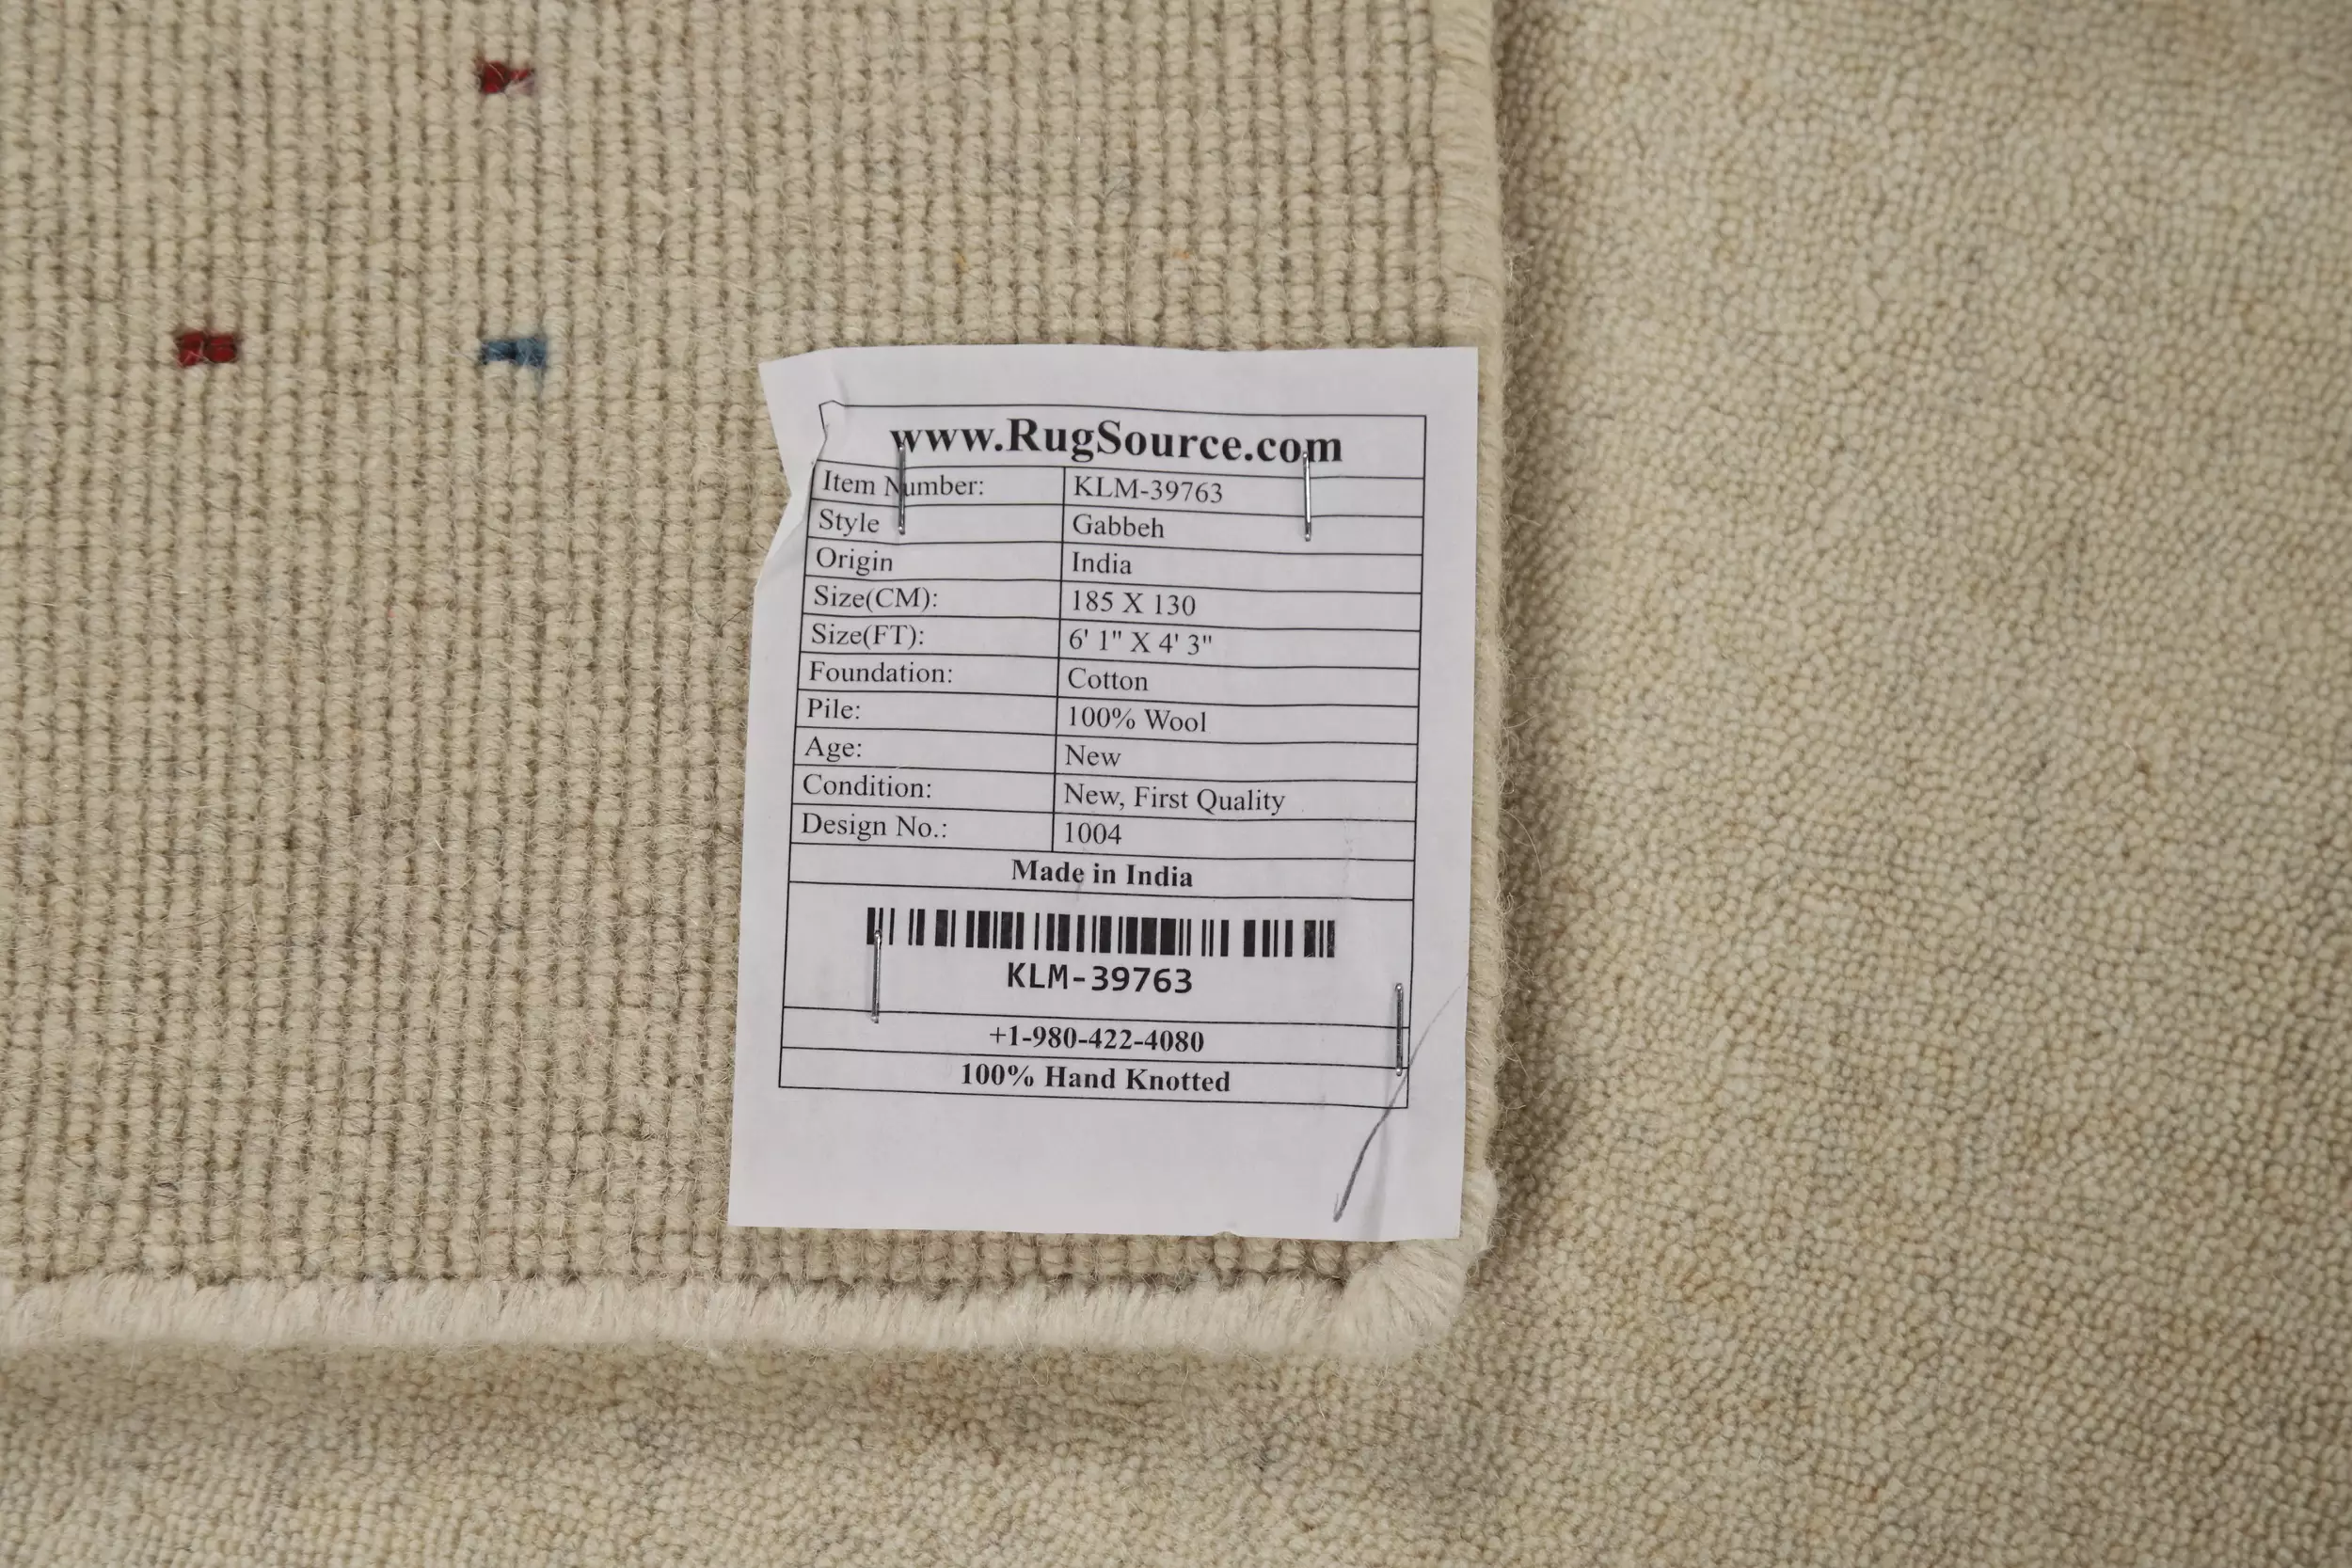 www.RugSource.com
Item Number: KLM-39763
Style Gabbeh
Origin India
Size(CM): 185 X 130
Size(FT): 6' 1" X 4' 3"
Foundation: Cotton
Pile: 100% Wool
Age: New
Condition: New, First Quality
Design No.: 1004
Made in India
KLM-39763
+1-980-422-4080
100% Hand Knotted